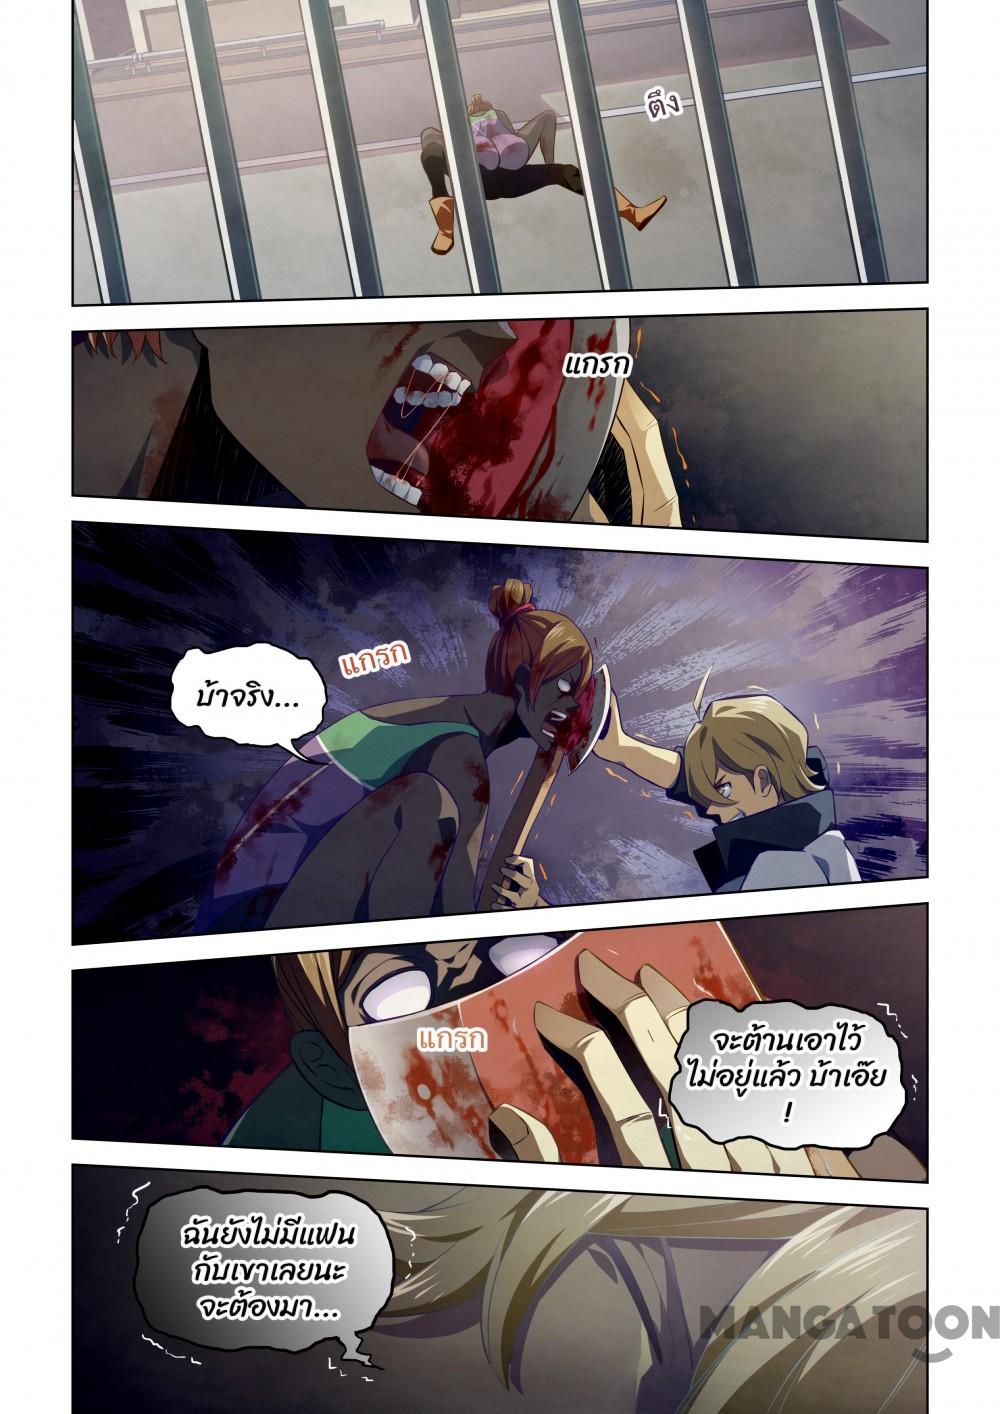 ตึง
แกรก
แกรก
บ้าจริง...
แกรก
จะต้านเอาไว้
ไม่อยู่แล้ว บ้าเอ๊ย
!
ฉันยังไม่มีแฟน
กับเขาเลยนะ
จะต้องมา...
MANGATOON